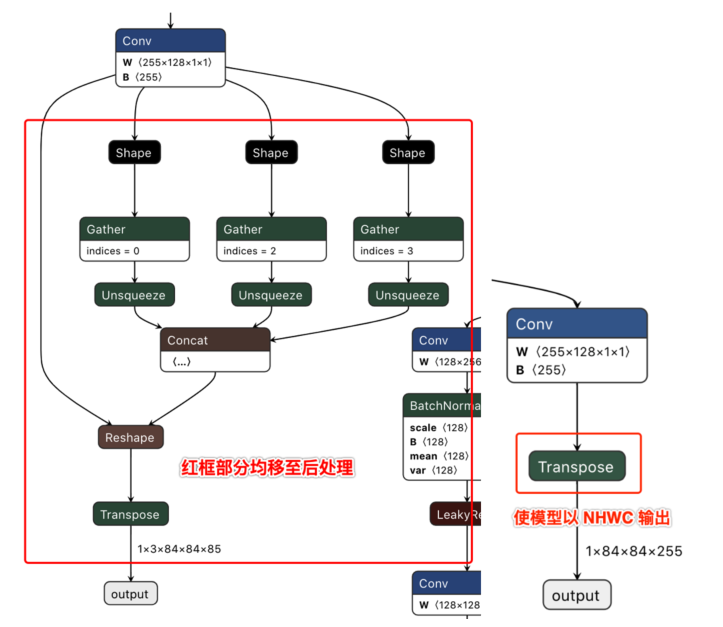 Conv
W ⟨255×128×1×1⟩
B ⟨255⟩
Shape
Shape
Shape
Gather
indices = 0
Gather
indices = 2
Gather
indices = 3
Unsqueeze
Unsqueeze
Unsqueeze
Concat
⟨...⟩
Reshape
红框部分均移至后处理
Transpose
1×3×84×84×85
output
Conv
W ⟨128×256
BatchNorma
scale ⟨128⟩
B ⟨128⟩
mean ⟨128⟩
var ⟨128⟩
LeakyRe
Conv
W ⟨128×128
Conv
W ⟨255×128×1×1⟩
B ⟨255⟩
Transpose
使模型以 NHWC 输出
1×84×84×255
output